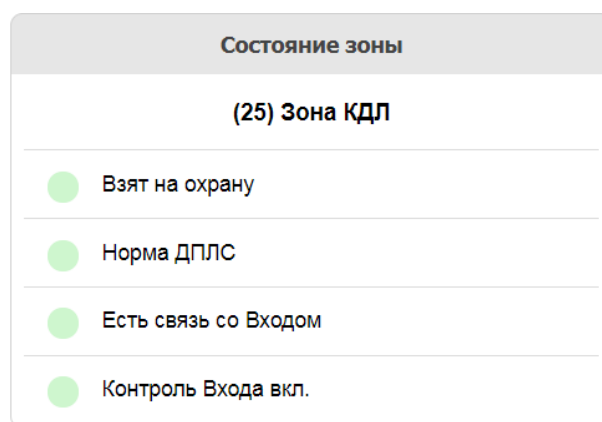 Состояние зоны
(25) Зона КДЛ
Взят на охрану
Норма ДПЛС
Есть связь со Входом
Контроль Входа вкл.